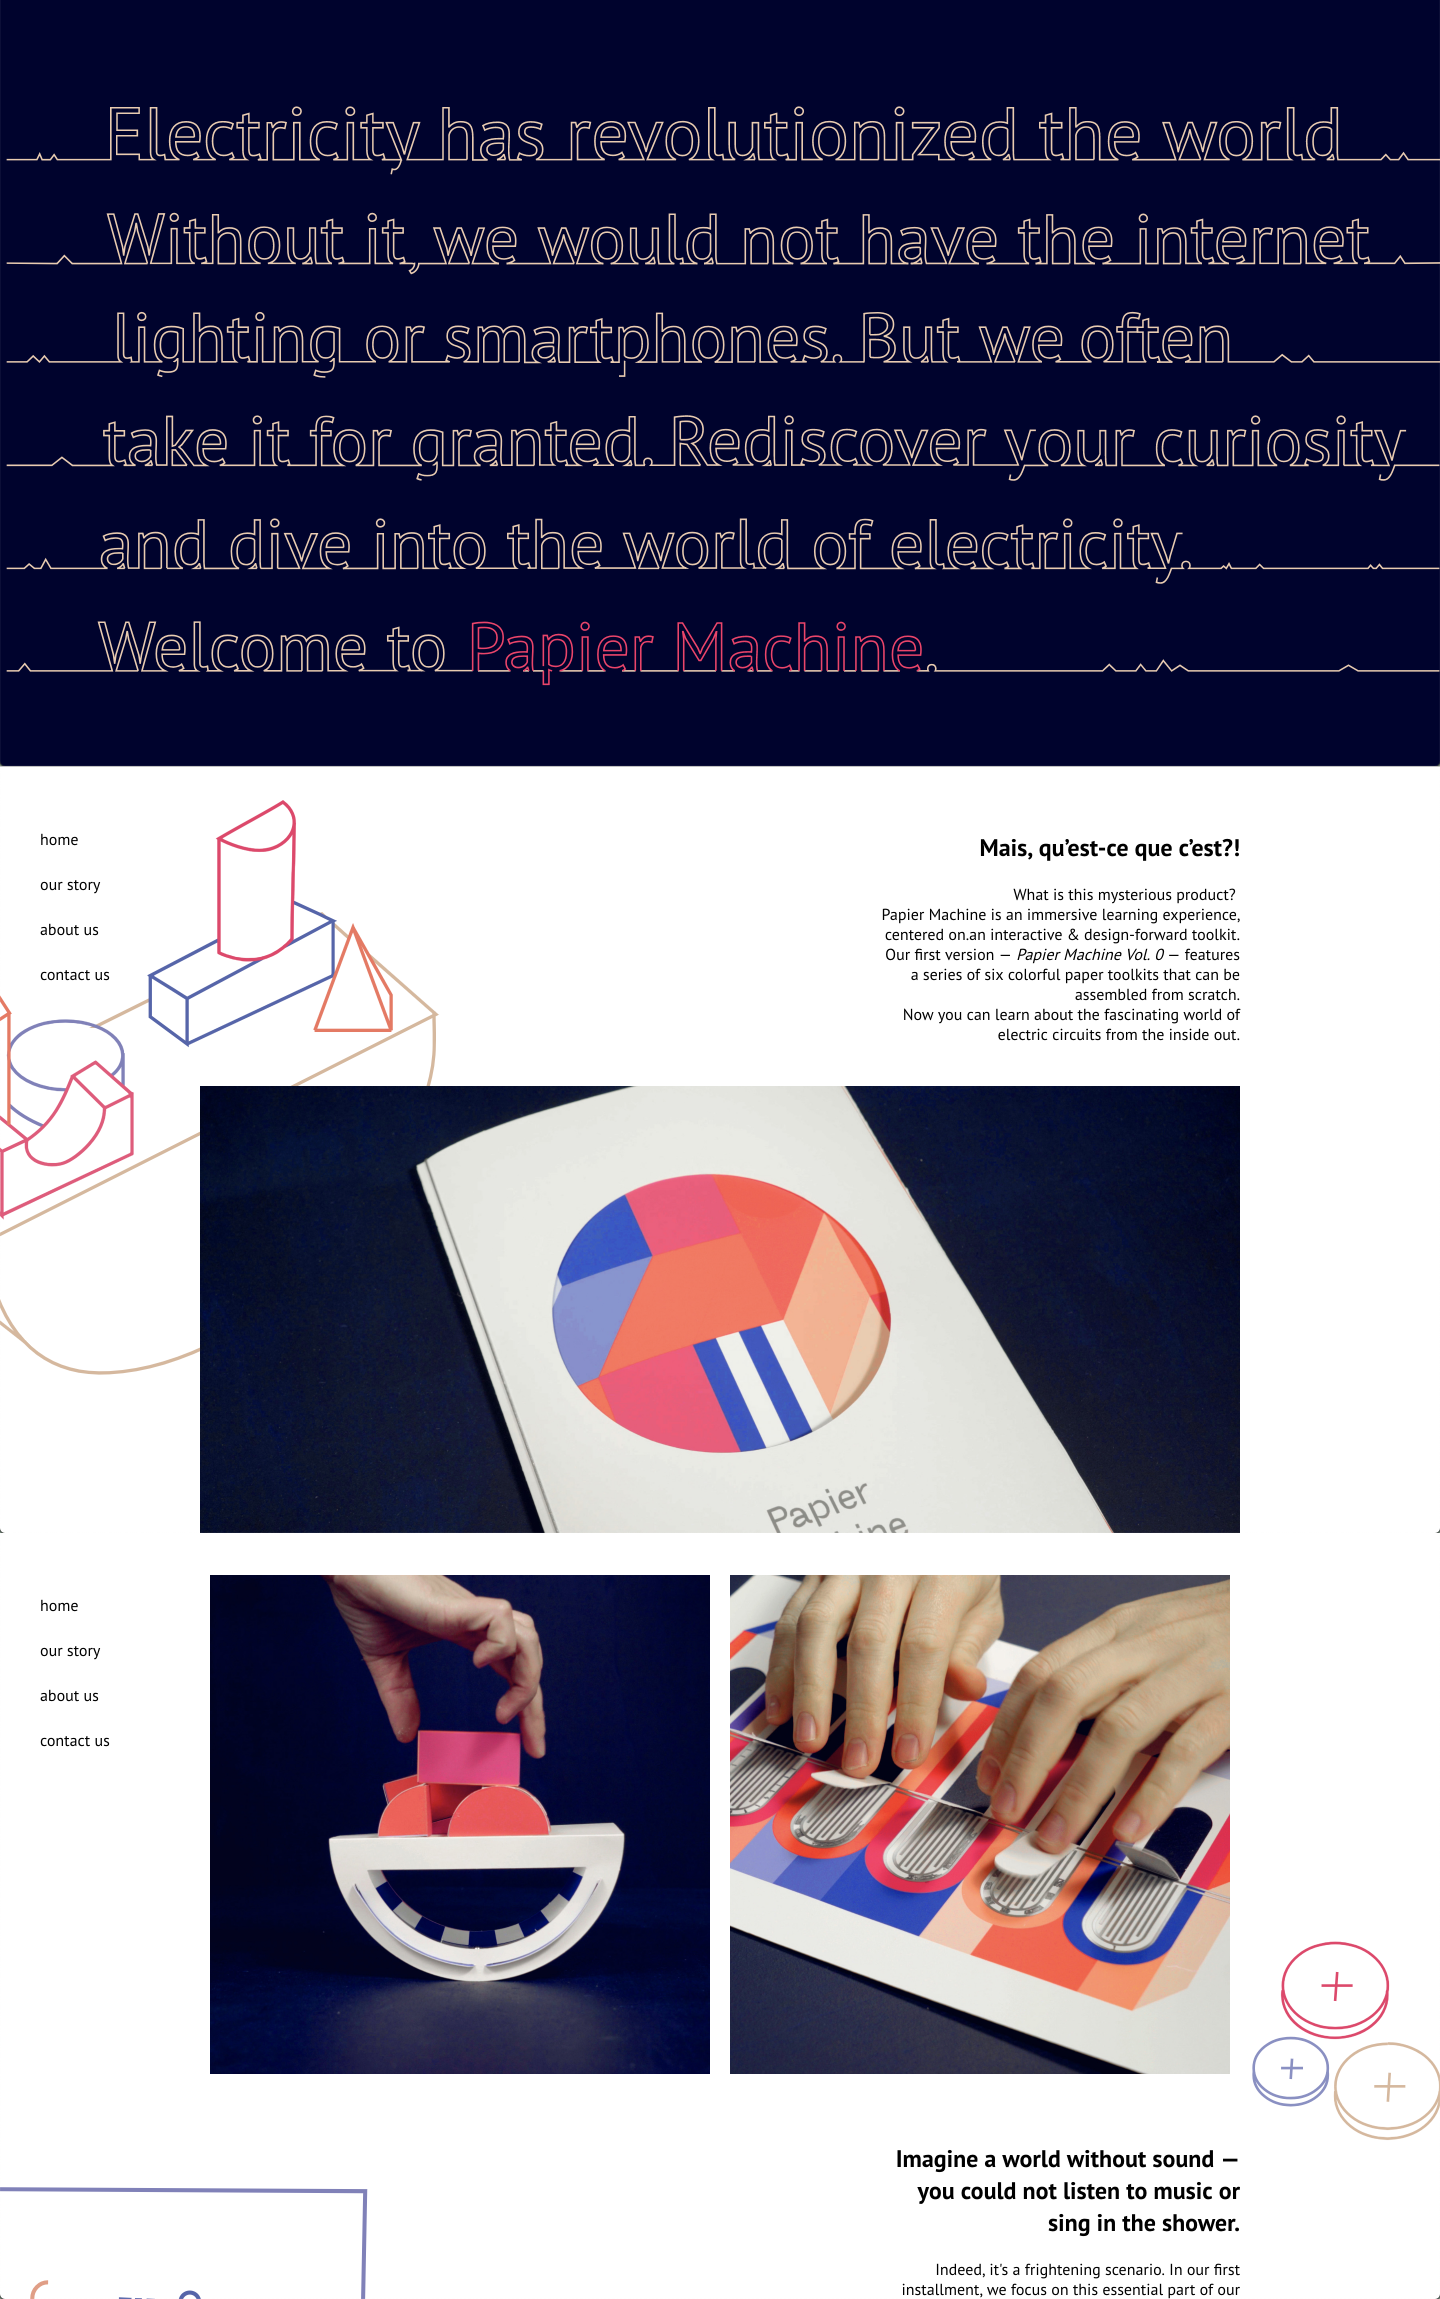 Electricity has revolutionized the world
Without it, we would not have the internet
lighting or smartphones. But we often
take it for granted. Rediscover your curiosity
and dive into the world of electricity.
Welcome to Papier Machine.
home
our story
about us
contact us
Mais, qu’est-ce que c’est?!
What is this mysterious product?
Papier Machine is an immersive learning experience,
centered on.an interactive & design-forward toolkit.
Our first version — Papier Machine Vol. 0 — features
a series of six colorful paper toolkits that can be
assembled from scratch.
Now you can learn about the fascinating world of
electric circuits from the inside out.
Papier
home
our story
about us
contact us
Imagine a world without sound —
you could not listen to music or
sing in the shower.
Indeed, it's a frightening scenario. In our first
installment, we focus on this essential part of our